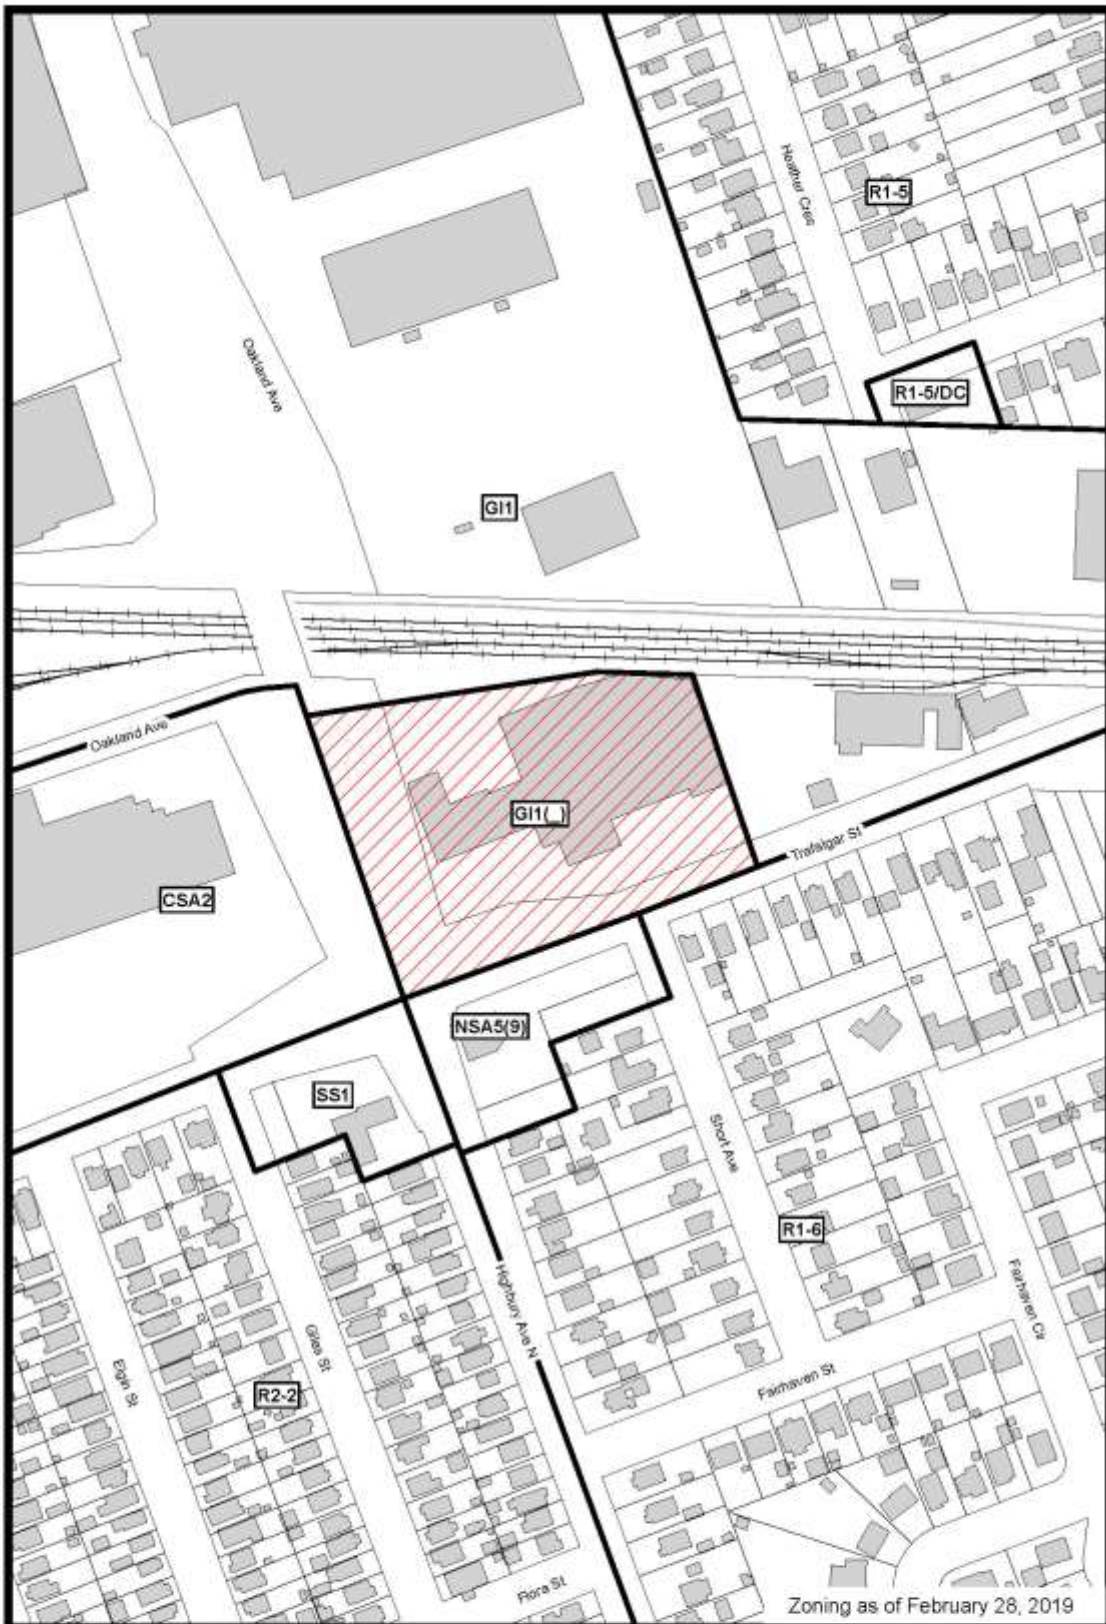 Heather Cres
R1-5
Oakland Ave
R1-5/DC
GI1
Oakland Ave
GI1(_)
Trafalgar St
CSA2
NSA5(9)
SS1
Short Ave
R1-6
Highbury Ave N
Fairhaven Cir
Giles St
Elgin St
Fairhaven St
R2-2
Flora St
Zoning as of February 28, 2019